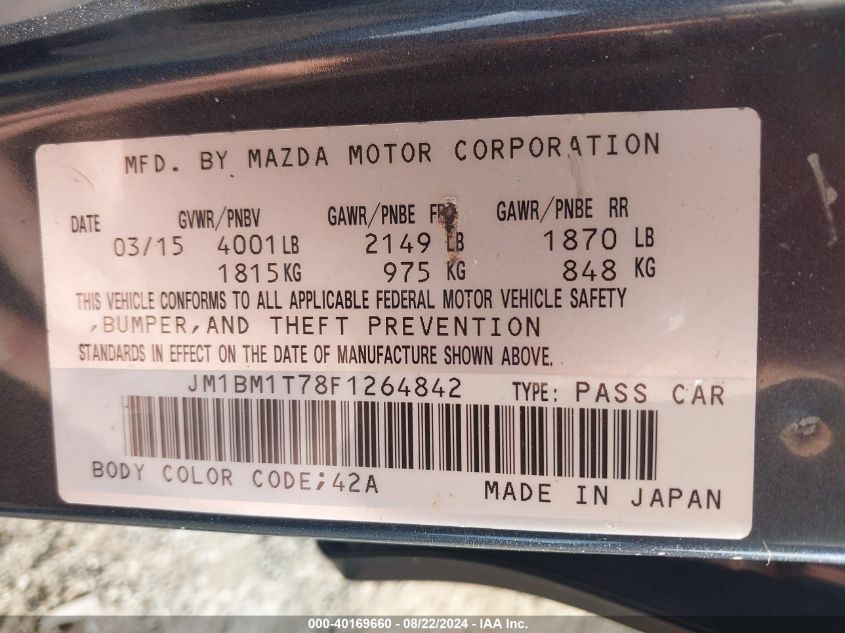 MFD. BY MAZDA MOTOR CORPORATION
DATE GVWR/PNBV GAWR/PNBE FR GAWR/PNBE RR
03/15 4001 LB 2149 LB 1870 LB
1815 KG 975 KG 848 KG
THIS VEHICLE CONFORMS TO ALL APPLICABLE FEDERAL MOTOR VEHICLE SAFETY
,BUMPER,AND THEFT PREVENTION
STANDARDS IN EFFECT ON THE DATE OF MANUFACTURE SHOWN ABOVE.
JM1BM1T78F1264842 TYPE: PASS CAR
BODY COLOR CODE;42A MADE IN JAPAN
000-40169660 - 08/22/2024 - IAA Inc.